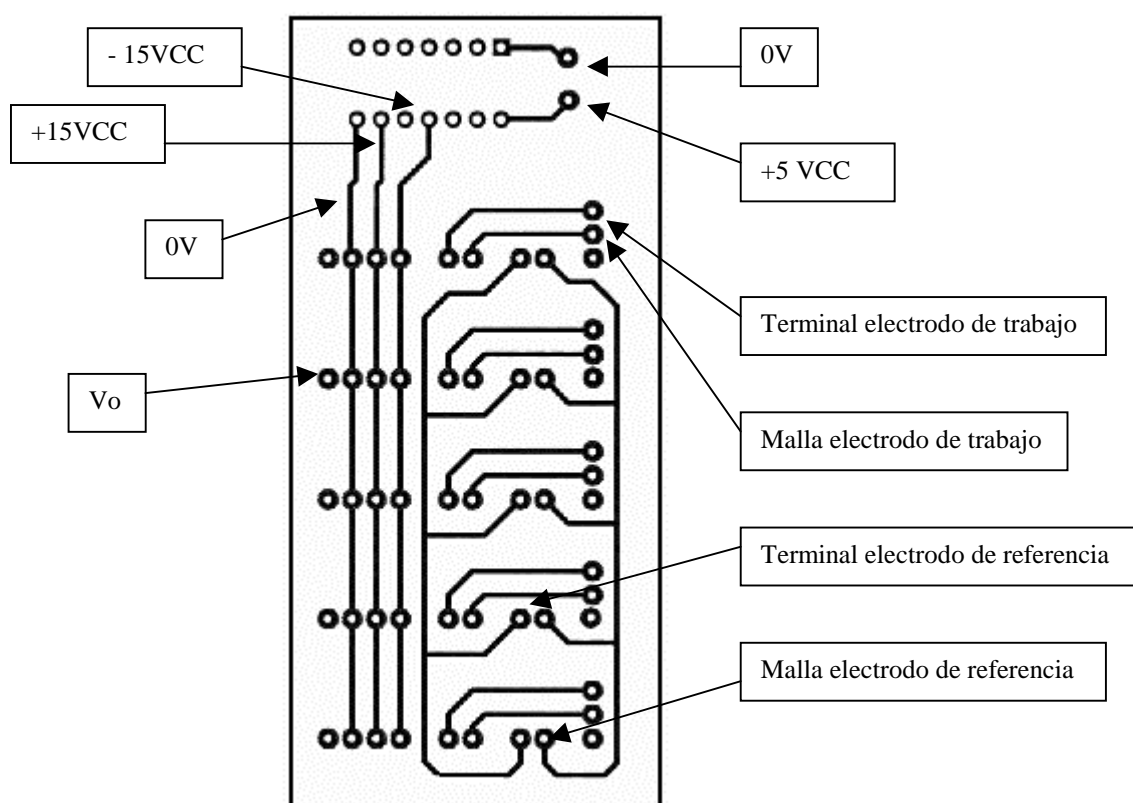 - 15VCC
0V
+15VCC
+5 VCC
0V
Terminal electrodo de trabajo
Vo
Malla electrodo de trabajo
Terminal electrodo de referencia
Malla electrodo de referencia